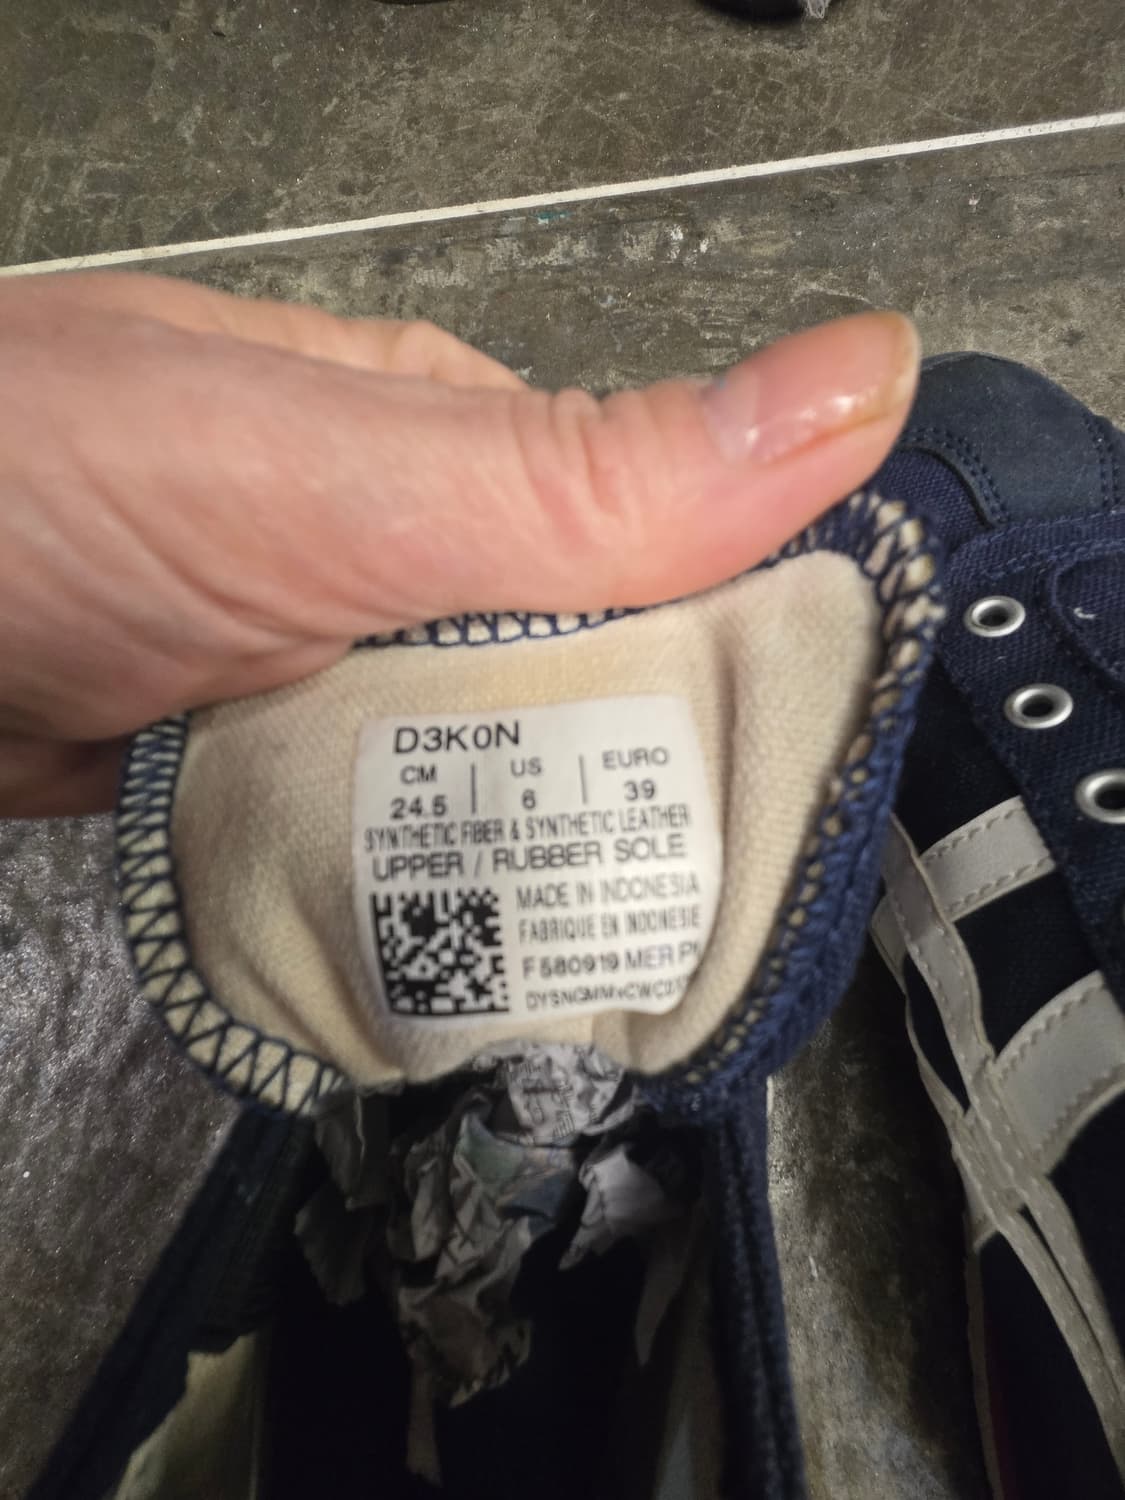 D3K0N
CM US EURO
24.5 6 39
SYNTHETIC FIBER & SYNTHETIC LEATHER
UPPER / RUBBER SOLE
MADE IN INDONESIA
FABRIQUE EN INDONESIE
F580919 MER